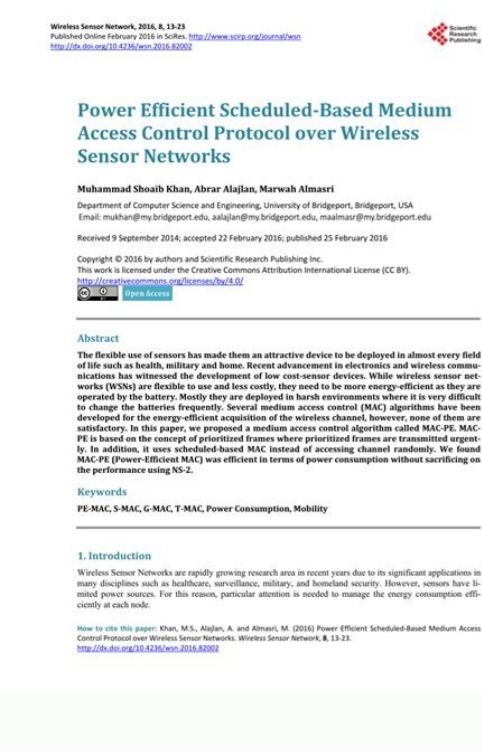 Wireless Sensor Network, 2016, 8, 13-23
Published Online February 2016 in SciRes. http://www.scirp.org/journal/wsn
http://dx.doi.org/10.4236/wsn.2016.82002
Scientific
Research
Publishing
Power Efficient Scheduled-Based Medium
Access Control Protocol over Wireless
Sensor Networks
Muhammad Shoaib Khan, Abrar Alajlan, Marwah Almasri
Department of Computer Science and Engineering, University of Bridgeport, Bridgeport, USA
Email: mukhan@my.bridgeport.edu, aalajlan@my.bridgeport.edu, maalmasr@my.bridgeport.edu
Received 9 September 2014; accepted 22 February 2016; published 25 February 2016
Copyright © 2016 by authors and Scientific Research Publishing Inc.
This work is licensed under the Creative Commons Attribution International License (CC BY).
http://creativecommons.org/licenses/by/4.0/
cc BY Open Access
Abstract
The flexible use of sensors has made them an attractive device to be deployed in almost every field
of life such as health, military and home. Recent advancement in electronics and wireless commu-
nications has witnessed the development of low cost-sensor devices. While wireless sensor net-
works (WSNs) are flexible to use and less costly, they need to be more energy-efficient as they are
operated by the battery. Mostly they are deployed in harsh environments where it is very difficult
to change the batteries frequently. Several medium access control (MAC) algorithms have been
developed for the energy-efficient acquisition of the wireless channel, however, none of them are
satisfactory. In this paper, we proposed a medium access control algorithm called MAC-PE. MAC-
PE is based on the concept of prioritized frames where prioritized frames are transmitted urgent-
ly. In addition, it uses scheduled-based MAC instead of accessing channel randomly. We found
MAC-PE (Power-Efficient MAC) was efficient in terms of power consumption without sacrificing on
the performance using NS-2.
Keywords
PE-MAC, S-MAC, G-MAC, T-MAC, Power Consumption, Mobility
1. Introduction
Wireless Sensor Networks are rapidly growing research area in recent years due to its significant applications in
many disciplines such as healthcare, surveillance, military, and homeland security. However, sensors have li-
mited power sources. For this reason, particular attention is needed to manage the energy consumption effi-
ciently at each node.
How to cite this paper: Khan, M.S., Alajlan, A. and Almasri, M. (2016) Power Efficient Scheduled-Based Medium Access
Control Protocol over Wireless Sensor Networks. Wireless Sensor Network, 8, 13-23.
http://dx.doi.org/10.4236/wsn.2016.82002